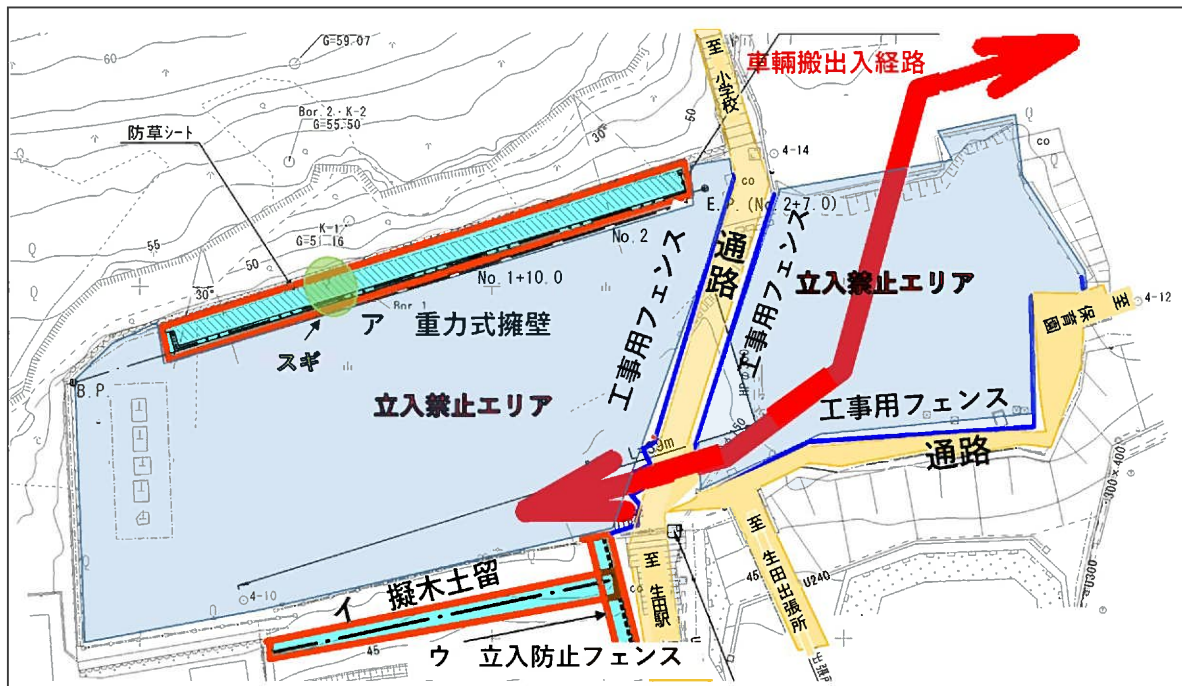 G=59.07
60
車輌搬出入経路
至 小学校
Bor.2・K-2
G=55.50
防草シート
50
30°
4-14
co
co
E.P.(No.2+7.0)
K-1
G=51.16
No.2
55
50
No.1+10.0
30°
Bor.1
ア 重力式擁壁
スギ
工事用フェンス
通路
工事用フェンス
立入禁止エリア
4-12
至 保育園
B.P.
立入禁止エリア
工事用フェンス
通路
300×400
4-10
イ 擬木土留
45
ウ 立入防止フェンス
至 生田駅
至 生田出張所
45
U240
U300